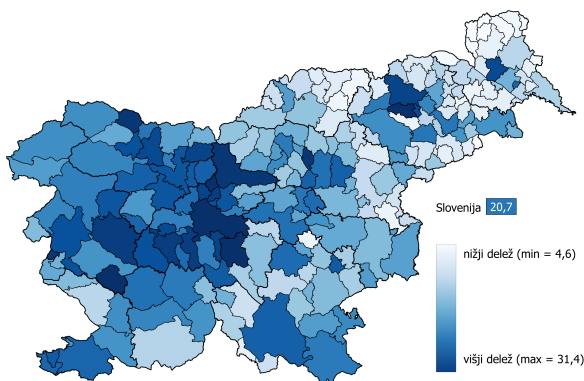 Slovenija 20,7
nižji delež (min = 4,6)
višji delež (max = 31,4)